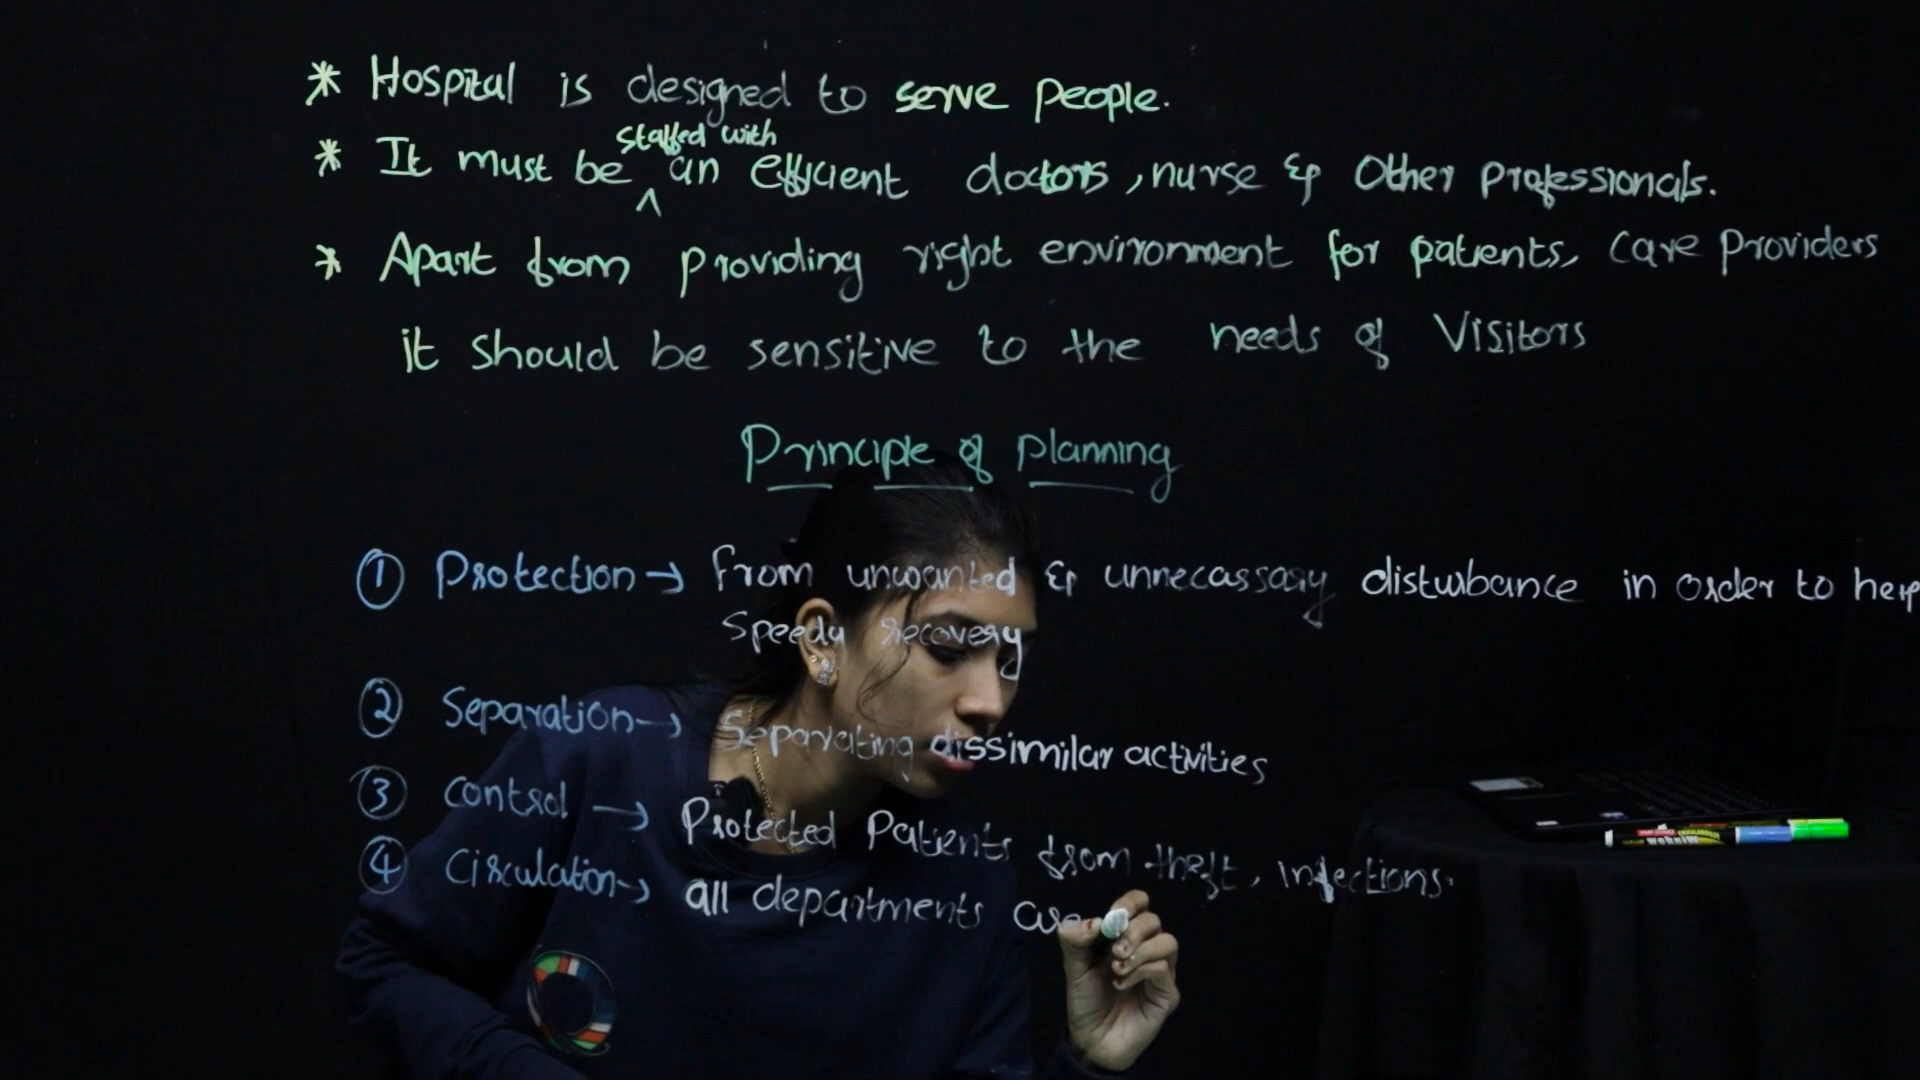 * Hospital is designed to serve people.
staffed with
* It must be ^ an efficient doctors, nurse & Other professionals.
* Apart from providing right environment for patients, care providers
it should be sensitive to the needs of visitors
Principle of planning
① Protection → from unwanted & unnecassary disturbance in order to help
speedy recovery
② Separation → Separating dissimilar activities
③ control → Protected Patients from theft, infections.
④ Circulation → all departments are